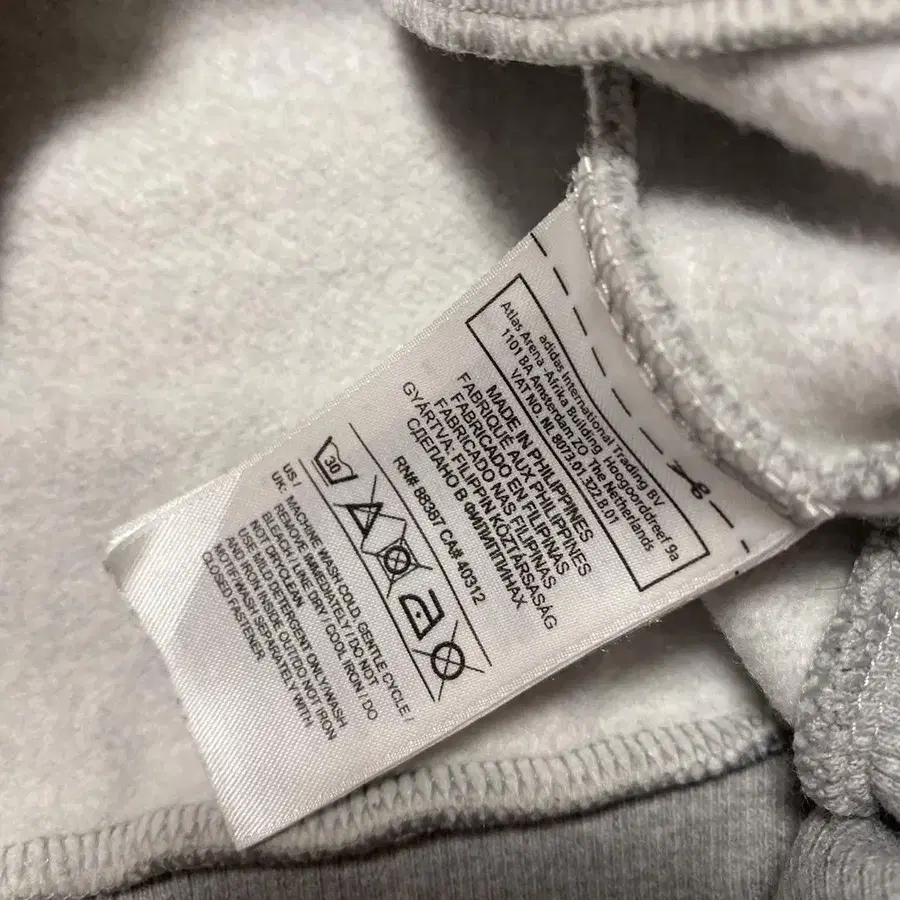 adidas International Trading BV
Atlas Arena -Afrika Building, Hoogoorddreef 9a
1101 BA Amsterdam ZO. The Netherlands
VAT NO. NL 8073.01.322.B.01
MADE IN PHILIPPINES
FABRIQUÉ AUX PHILIPPINES
FABRICADO EN FILIPINAS
FABRICADO NAS FILIPINAS
GYÁRTVA: FILIPPIN KÖZTÁRSASÁG
СДЕЛАНО В ФИЛИППИНАХ
RN# 88387 CA# 40312
30
US / MACHINE WASH COLD, GENTLE CYCLE /
UK: REMOVE IMMEDIATELY / DO NOT
BLEACH / LINE DRY / COOL IRON / DO
NOT DRYCLEAN
USE MILD DETERGENT ONLY/WASH
AND IRON INSIDE OUT/DO NOT IRON
MOTIF/WASH SEPARATELY/WITH
CLOSED FASTENER